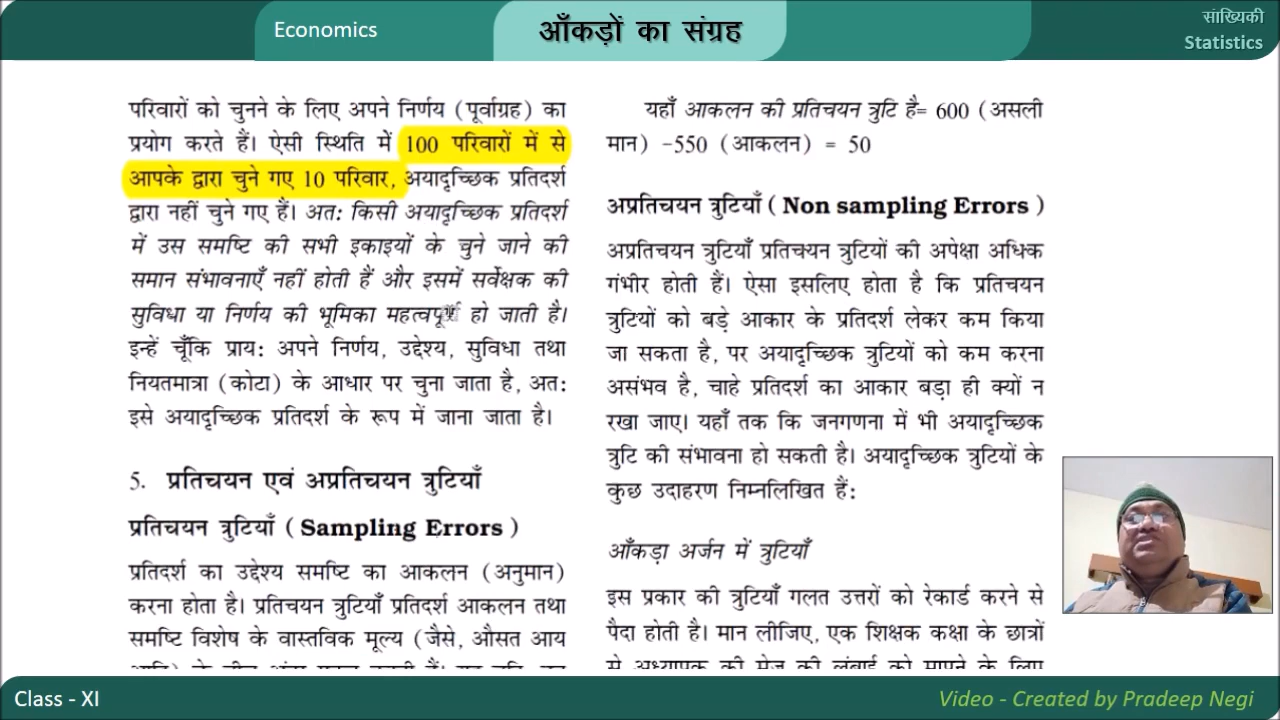 Economics
आँकड़ों का संग्रह
सांख्यिकी
Statistics
परिवारों को चुनने के लिए अपने निर्णय (पूर्वाग्रह) का
प्रयोग करते हैं। ऐसी स्थिति में 100 परिवारों में से
आपके द्वारा चुने गए 10 परिवार, अयादृच्छिक प्रतिदर्श
द्वारा नहीं चुने गए हैं। अत: किसी अयादृच्छिक प्रतिदर्श
में उस समष्टि की सभी इकाइयों के चुने जाने की
समान संभावनाएँ नहीं होती हैं और इसमें सर्वेक्षक की
सुविधा या निर्णय की भूमिका महत्वपूर्ण हो जाती है।
इन्हें चूँकि प्राय: अपने निर्णय, उद्देश्य, सुविधा तथा
नियतमात्रा (कोटा) के आधार पर चुना जाता है, अत:
इसे अयादृच्छिक प्रतिदर्श के रूप में जाना जाता है।
5. प्रतिचयन एवं अप्रतिचयन त्रुटियाँ
प्रतिचयन त्रुटियाँ ( Sampling Errors )
प्रतिदर्श का उद्देश्य समष्टि का आकलन (अनुमान)
करना होता है। प्रतिचयन त्रुटियाँ प्रतिदर्श आकलन तथा
समष्टि विशेष के वास्तविक मूल्य (जैसे, औसत आय
यहाँ आकलन की प्रतिचयन त्रुटि है= 600 (असली
मान) -550 (आकलन) = 50
अप्रतिचयन त्रुटियाँ ( Non sampling Errors )
अप्रतिचयन त्रुटियाँ प्रतिचयन त्रुटियों की अपेक्षा अधिक
गंभीर होती हैं। ऐसा इसलिए होता है कि प्रतिचयन
त्रुटियों को बड़े आकार के प्रतिदर्श लेकर कम किया
जा सकता है, पर अयादृच्छिक त्रुटियों को कम करना
असंभव है, चाहे प्रतिदर्श का आकार बड़ा ही क्यों न
रखा जाए। यहाँ तक कि जनगणना में भी अयादृच्छिक
त्रुटि की संभावना हो सकती है। अयादृच्छिक त्रुटियों के
कुछ उदाहरण निम्नलिखित हैं:
आँकड़ा अर्जन में त्रुटियाँ
इस प्रकार की त्रुटियाँ गलत उत्तरों को रेकार्ड करने से
पैदा होती है। मान लीजिए, एक शिक्षक कक्षा के छात्रों
से अध्यापक की मेज की लंबाई को मापने के लिए
Class - XI
Video - Created by Pradeep Negi